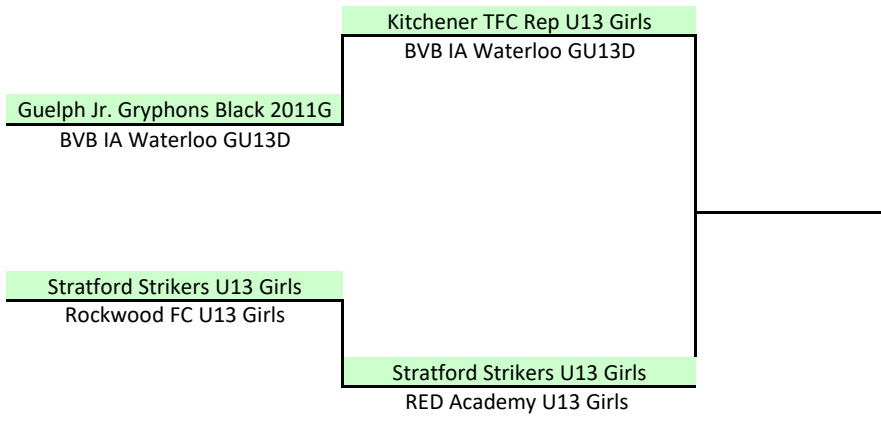 Kitchener TFC Rep U13 Girls
BVB IA Waterloo GU13D
Guelph Jr. Gryphons Black 2011G
BVB IA Waterloo GU13D
Stratford Strikers U13 Girls
Rockwood FC U13 Girls
Stratford Strikers U13 Girls
RED Academy U13 Girls